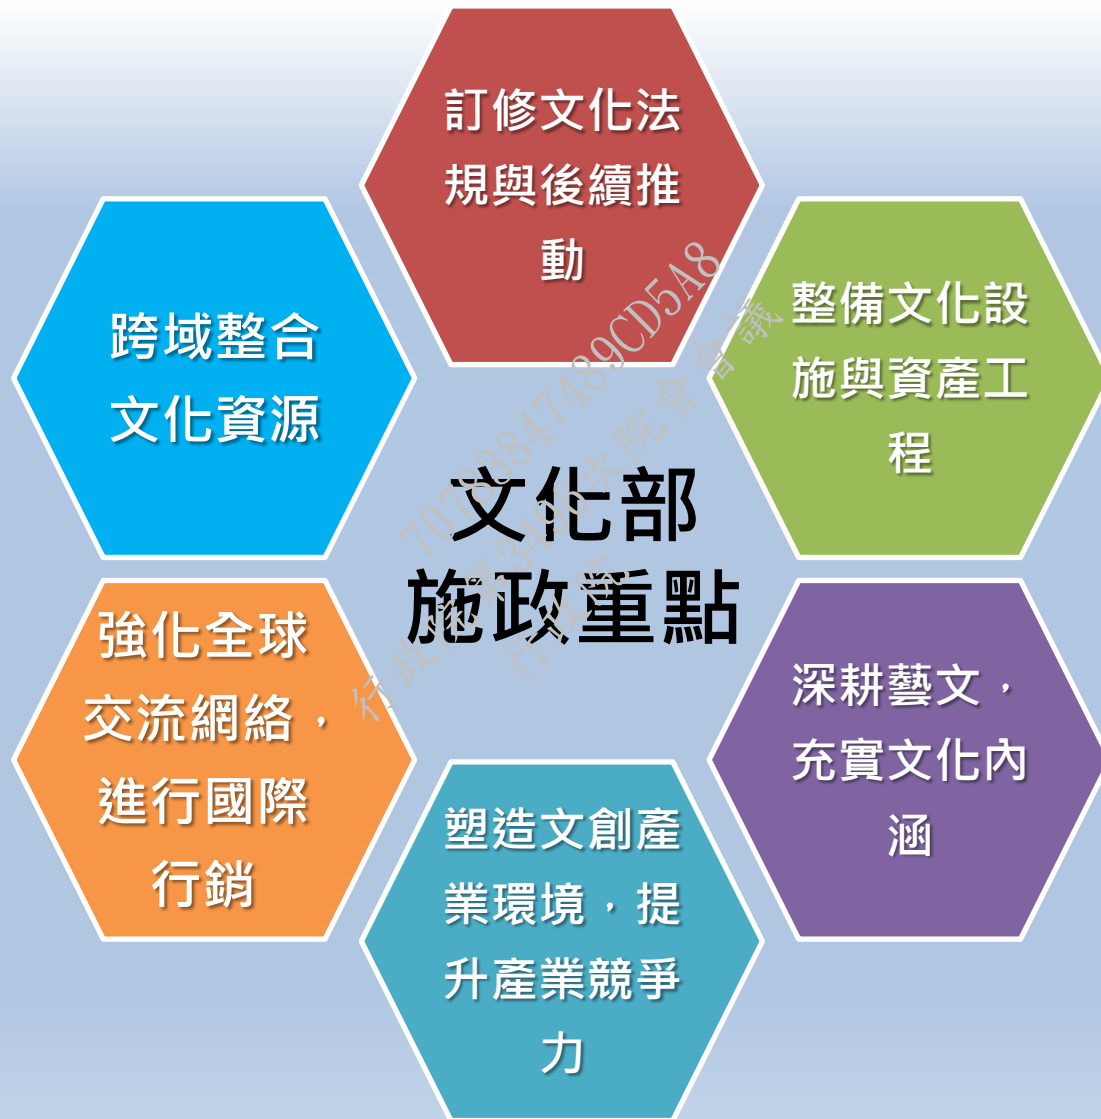 訂修文化法
規與後續推
動
整備文化設
施與資產工
程
深耕藝文，
充實文化內
涵
塑造文創產
業環境，提
升產業競爭
力
強化全球
交流網絡，
進行國際
行銷
跨域整合
文化資源
文化部
施政重點
行政院